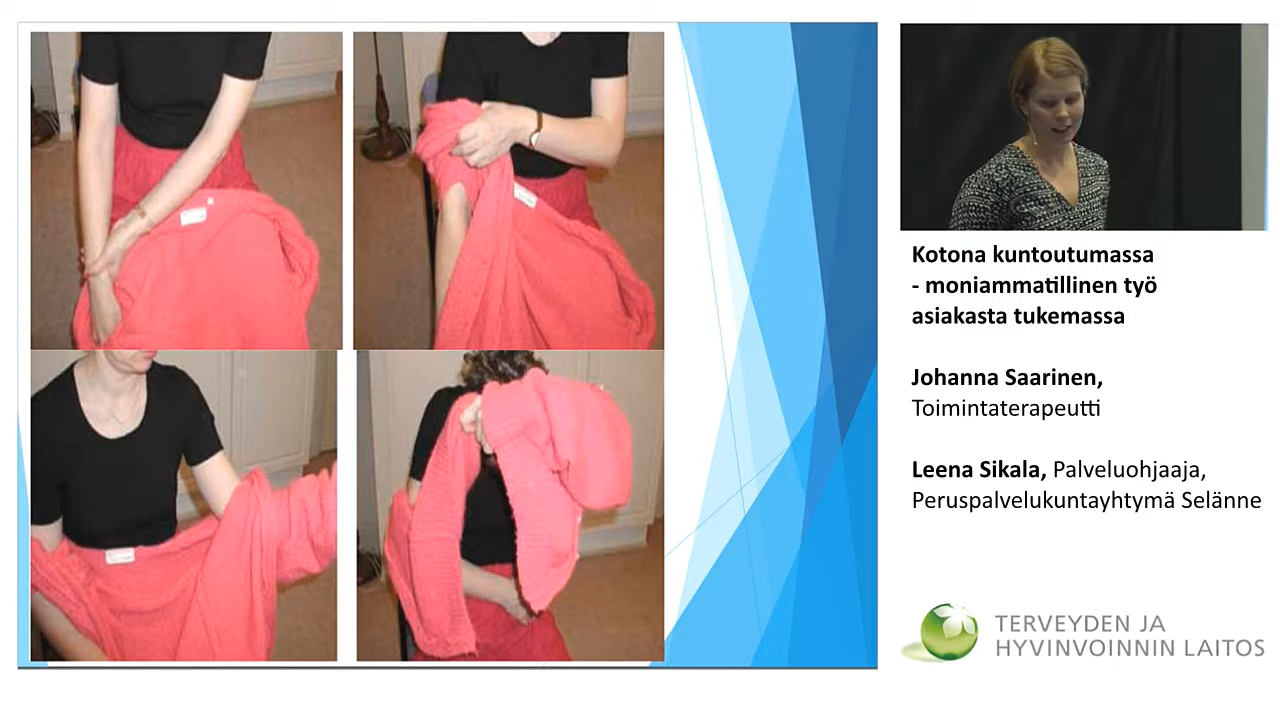 Kotona kuntoutumassa
- moniammatillinen työ
asiakasta tukemassa
Johanna Saarinen,
Toimintaterapeutti
Leena Sikala, Palveluohjaaja,
Peruspalvelukuntayhtymä Selänne
TERVEYDEN JA
HYVINVOINNIN LAITOS